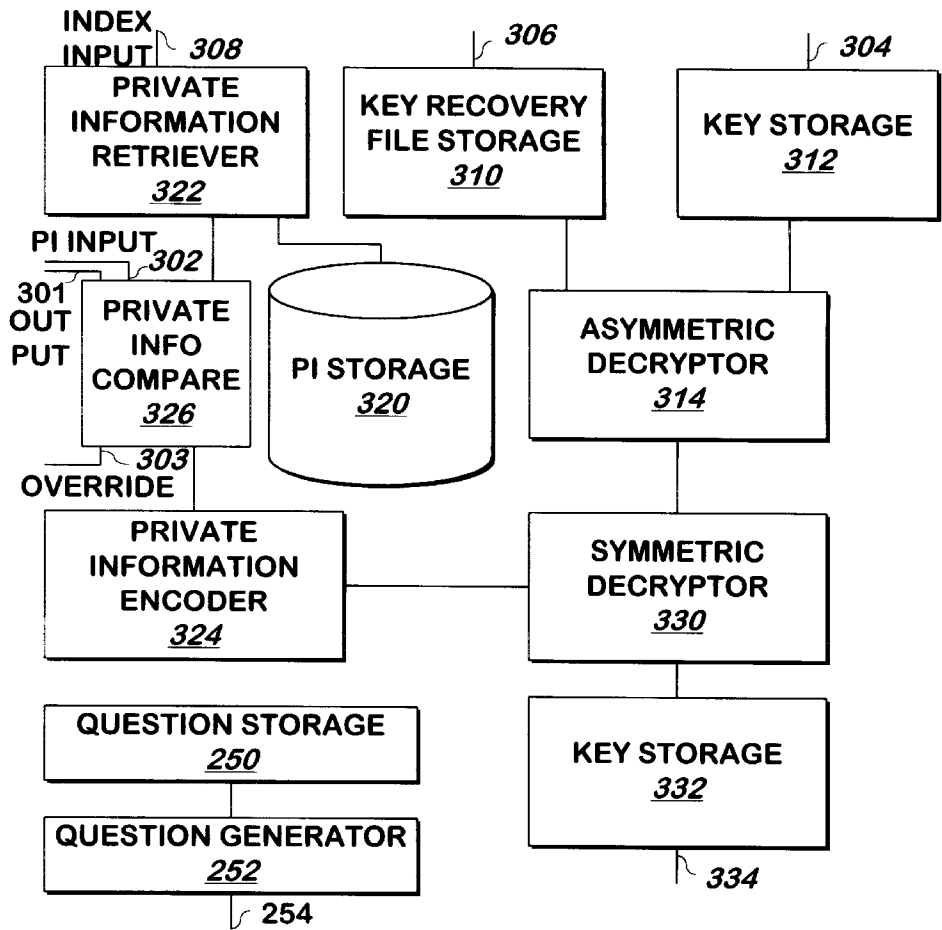 INDEX INPUT
308
PRIVATE INFORMATION RETRIEVER
322
306
KEY RECOVERY FILE STORAGE
310
304
KEY STORAGE
312
PI INPUT
302
301
OUT PUT
PRIVATE INFO COMPARE
326
303
OVERRIDE
PI STORAGE
320
ASYMMETRIC DECRYPTOR
314
PRIVATE INFORMATION ENCODER
324
SYMMETRIC DECRYPTOR
330
QUESTION STORAGE
250
KEY STORAGE
332
QUESTION GENERATOR
252
334
254